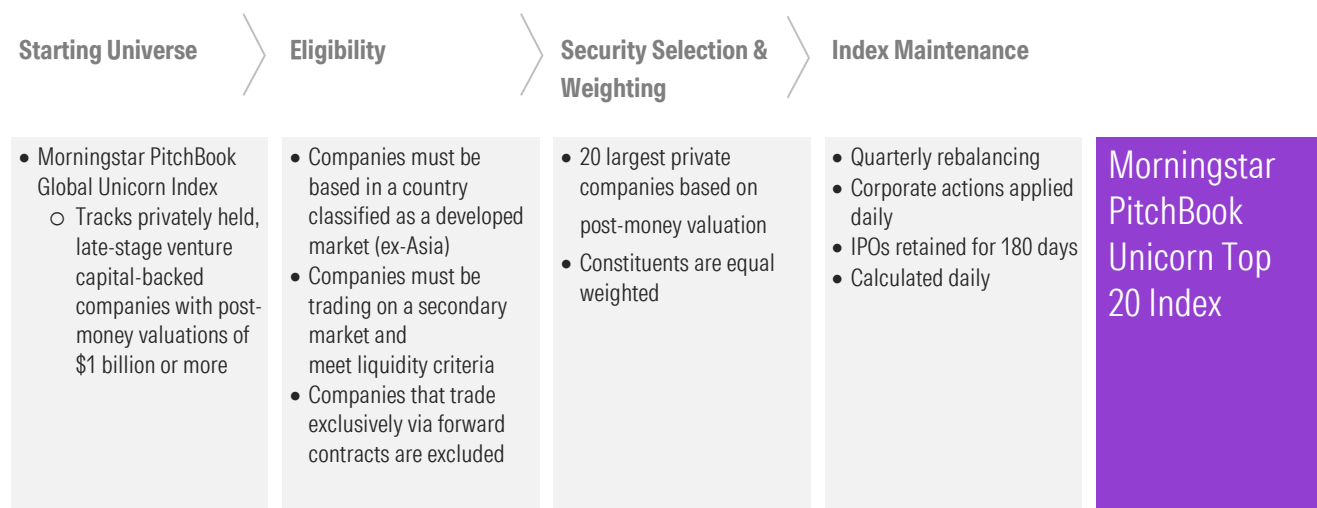 Starting Universe
Eligibility
Security Selection &
Weighting
Index Maintenance
• Morningstar PitchBook
Global Unicorn Index
o Tracks privately held,
late-stage venture
capital-backed
companies with post-
money valuations of
$1 billion or more
• Companies must be
based in a country
classified as a developed
market (ex-Asia)
• Companies must be
trading on a secondary
market and
meet liquidity criteria
• Companies that trade
exclusively via forward
contracts are excluded
• 20 largest private
companies based on
post-money valuation
• Constituents are equal
weighted
• Quarterly rebalancing
• Corporate actions applied
daily
• IPOs retained for 180 days
• Calculated daily
Morningstar
PitchBook
Unicorn Top
20 Index